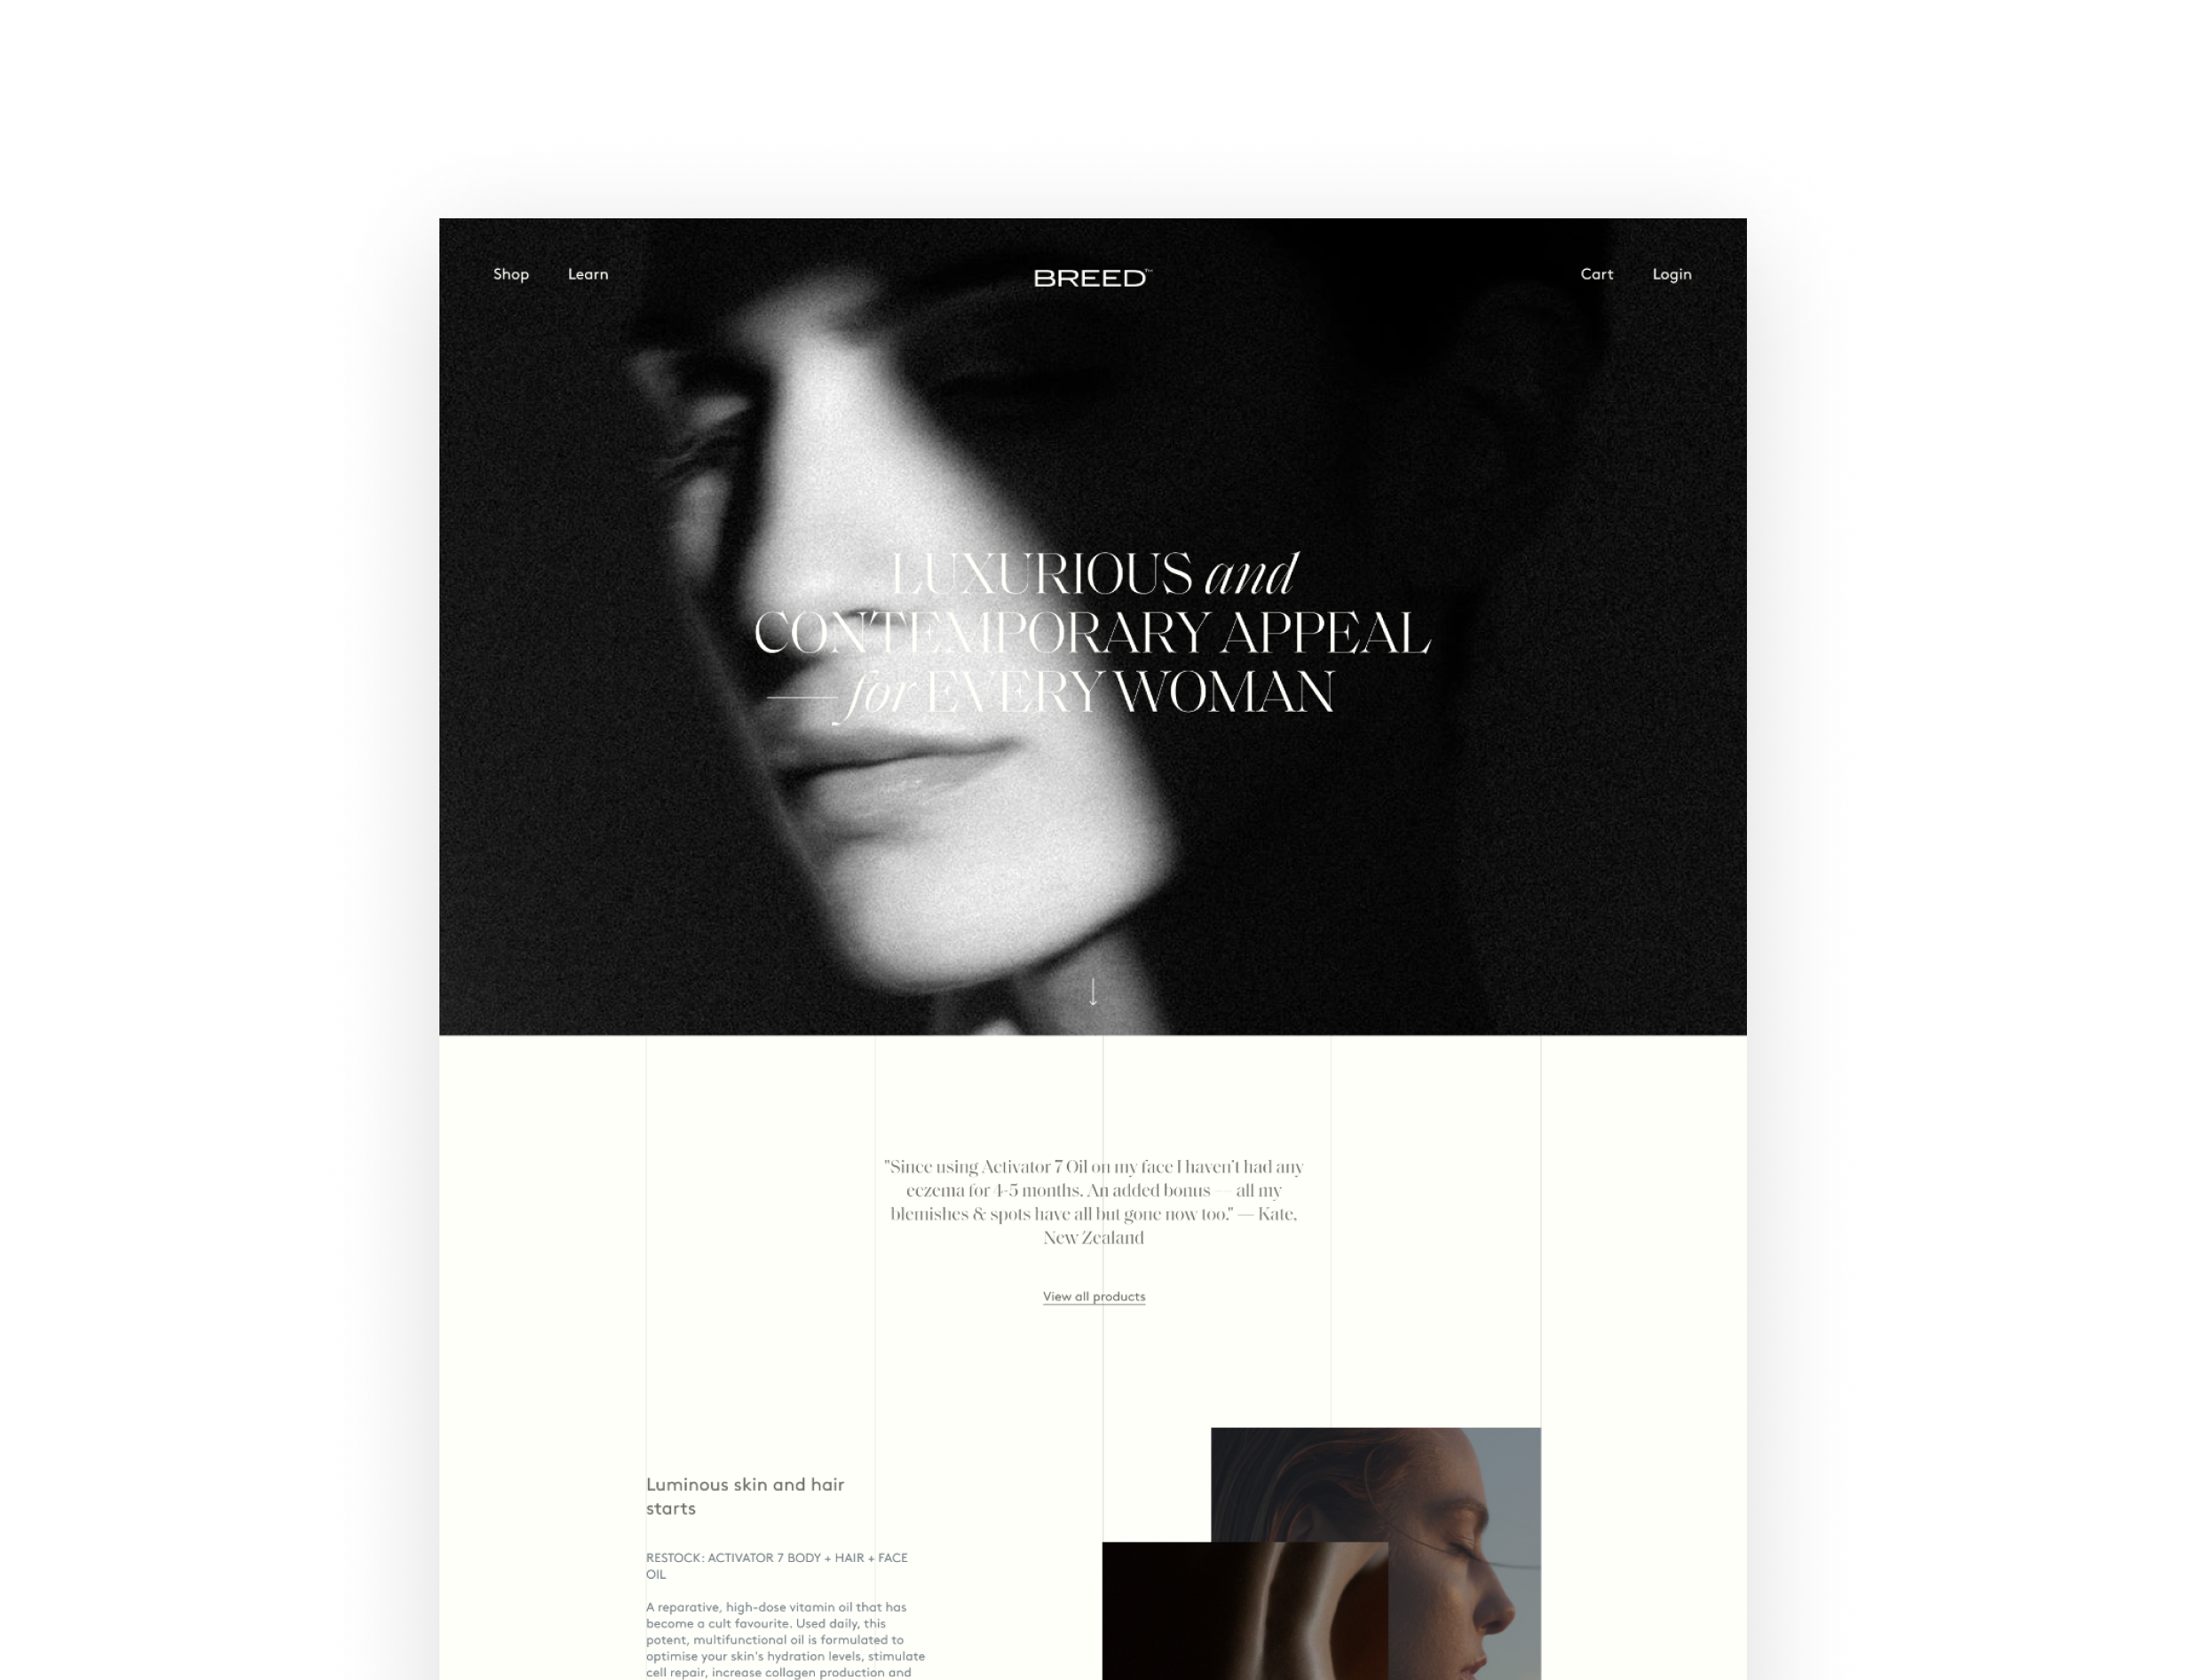 Shop Learn BREED™ Cart Login
LUXURIOUS and
CONTEMPORARY APPEAL
— for EVERY WOMAN
"Since using Activator 7 Oil on my face I haven't had any
eczema for 4-5 months. An added bonus — all my
blemishes & spots have all but gone now too." — Kate,
New Zealand
View all products
Luminous skin and hair
starts
RESTOCK: ACTIVATOR 7 BODY + HAIR + FACE
OIL
A reparative, high-dose vitamin oil that has
become a cult favourite. Used daily, this
potent, multifunctional oil is formulated to
optimise your skin's hydration levels, stimulate
cell repair, increase collagen production and